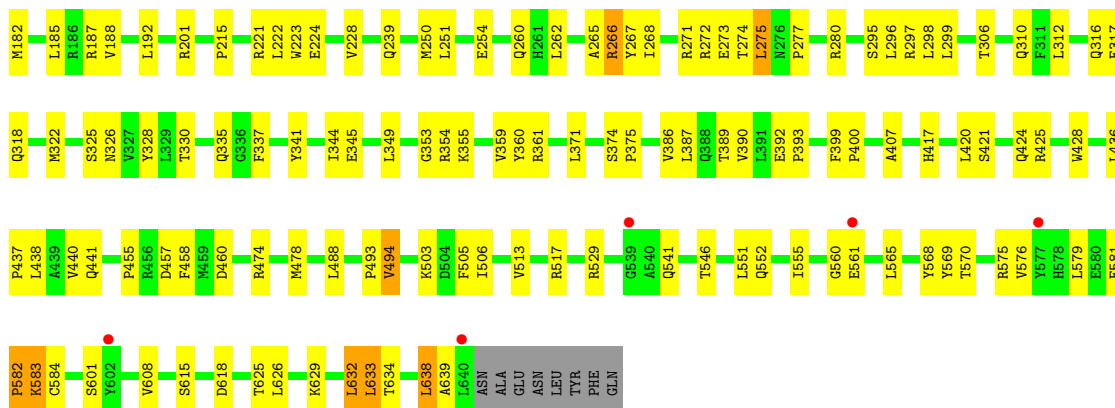 M182 L185 R186 R187 V188 L192 R201 P215 R221 L222 W223 E224 V228 Q239 M250 L251 E254 Q260 H261 L262 A265 R266 Y267 I268 R271 R272 E273 T274 L275 N276 P277 R280 S295 L296 R297 L298 L299 T306 Q310 F311 L312 Q316
Q318 M322 S325 N326 V327 Y328 L329 T330 Q335 G336 F337 Y341 I344 E345 L349 G353 R354 K355 V359 Y360 R361 L371 S374 P375 V386 L387 Q388 T389 V390 L391 E392 P393 F399 P400 A407 H417 L420 S421 Q424 R425 W428
P437 L438 A439 V440 Q441 P455 R456 D457 P458 M459 D460 R474 M478 L488 P493 V494 K503 D504 F505 I506 V513 R517 R529 G539 A540 Q541 T546 L551 Q552 I555 G560 E561 L565 Y568 Y569 T570 R575 V576 Y577 H578 L579 E580
P582 K583 C584 S601 Y602 V608 S615 D618 T625 L626 K629 L632 L633 T634 L638 A639 L640 ASN ALA GLU ASN LEU TYR PHE GLN